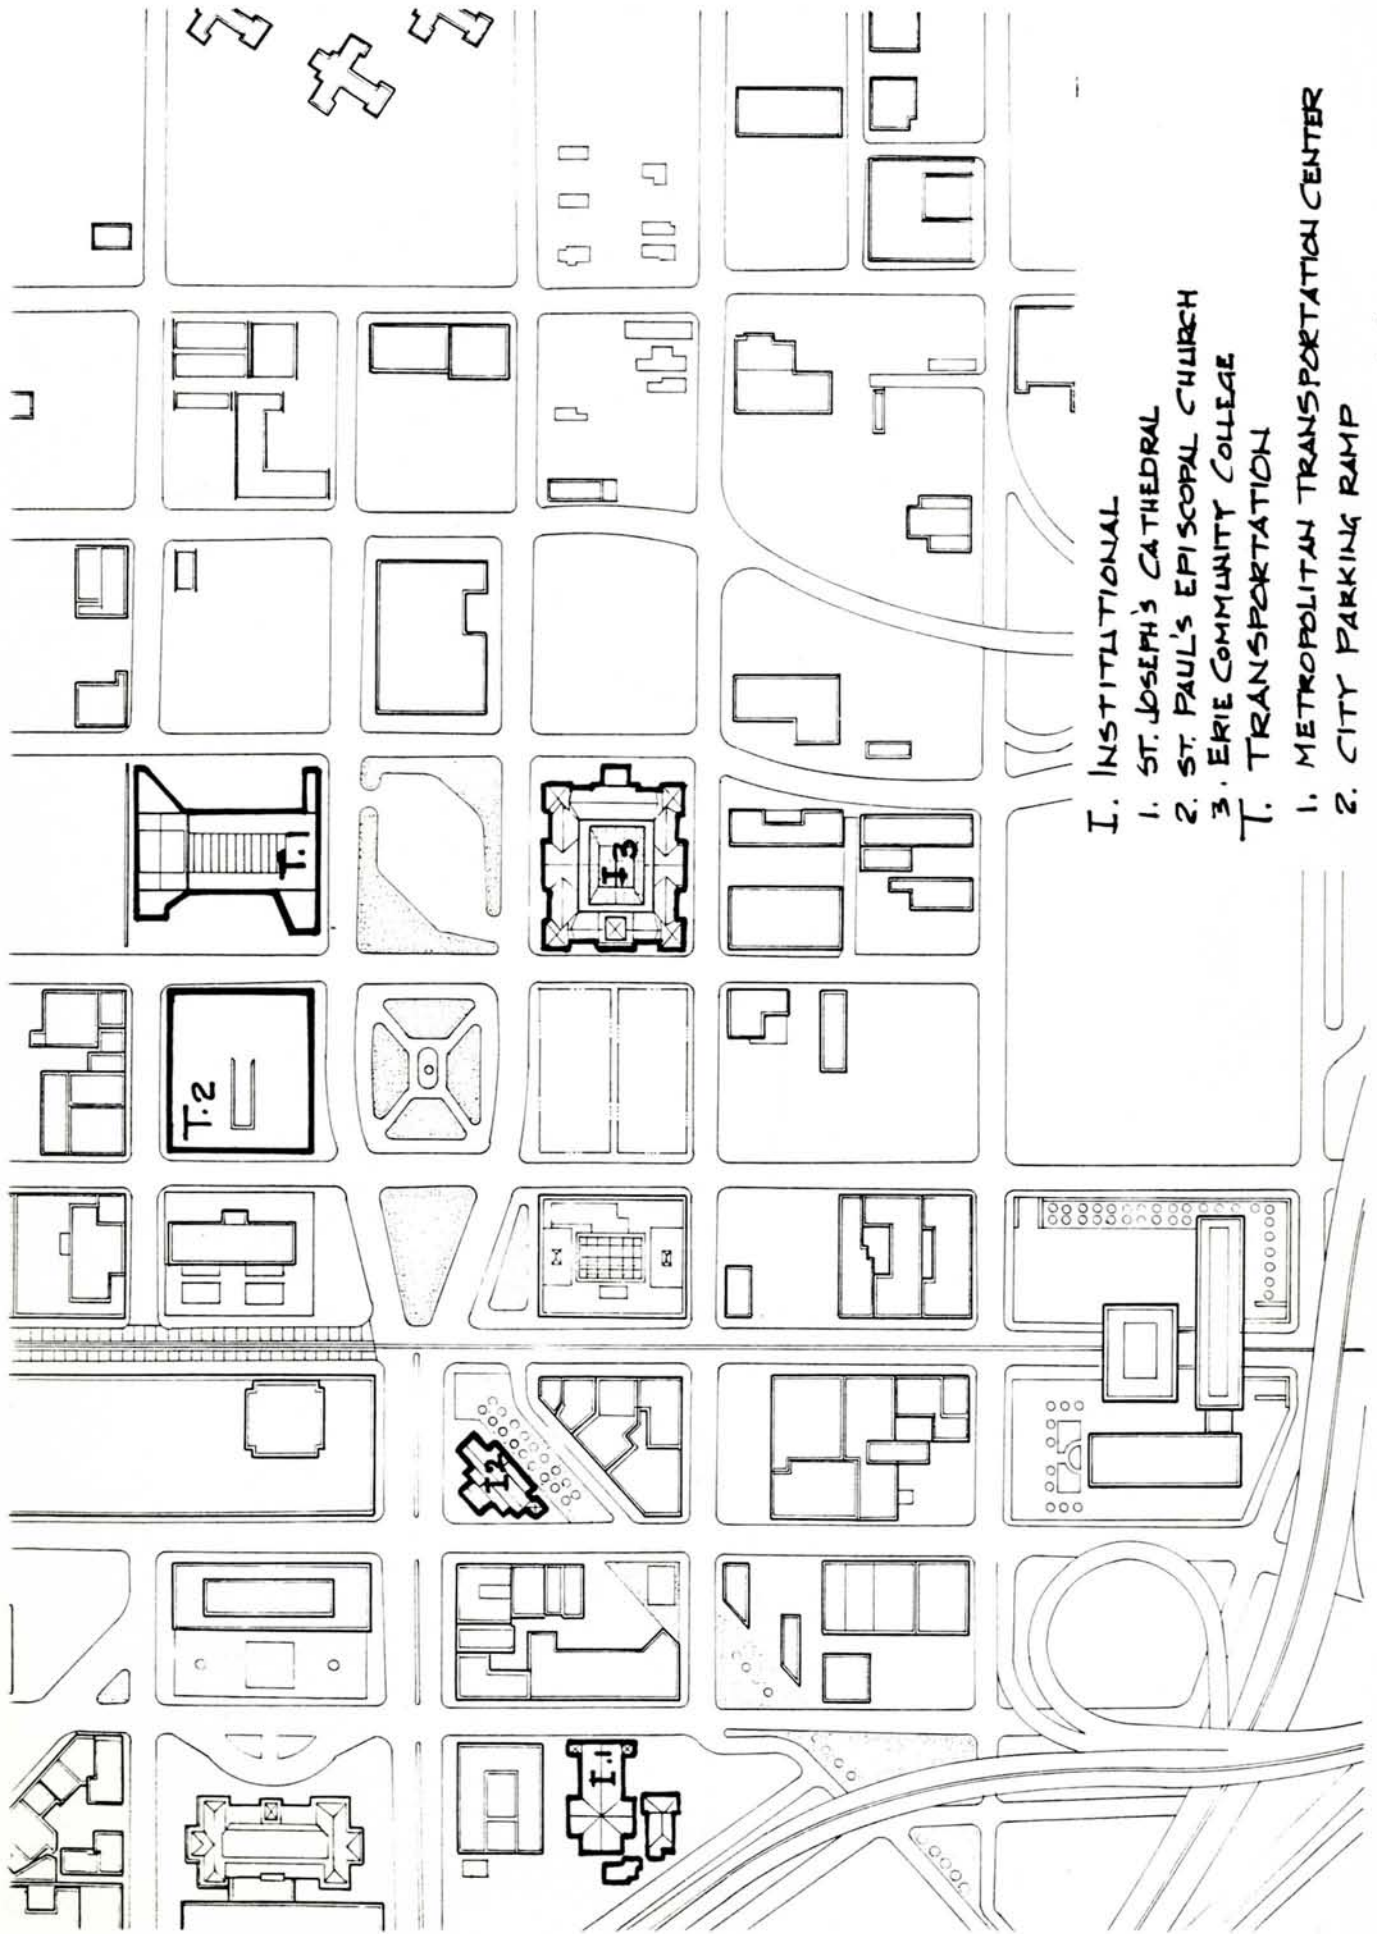 T.1
I 3
T.2
I 2
I.1
I. INSTITUTIONAL
1. ST. JOSEPH'S CATHEDRAL
2. ST. PAUL'S EPISCOPAL CHURCH
3. ERIE COMMUNITY COLLEGE
T. TRANSPORTATION
1. METROPOLITAN TRANSPORTATION CENTER
2. CITY PARKING RAMP